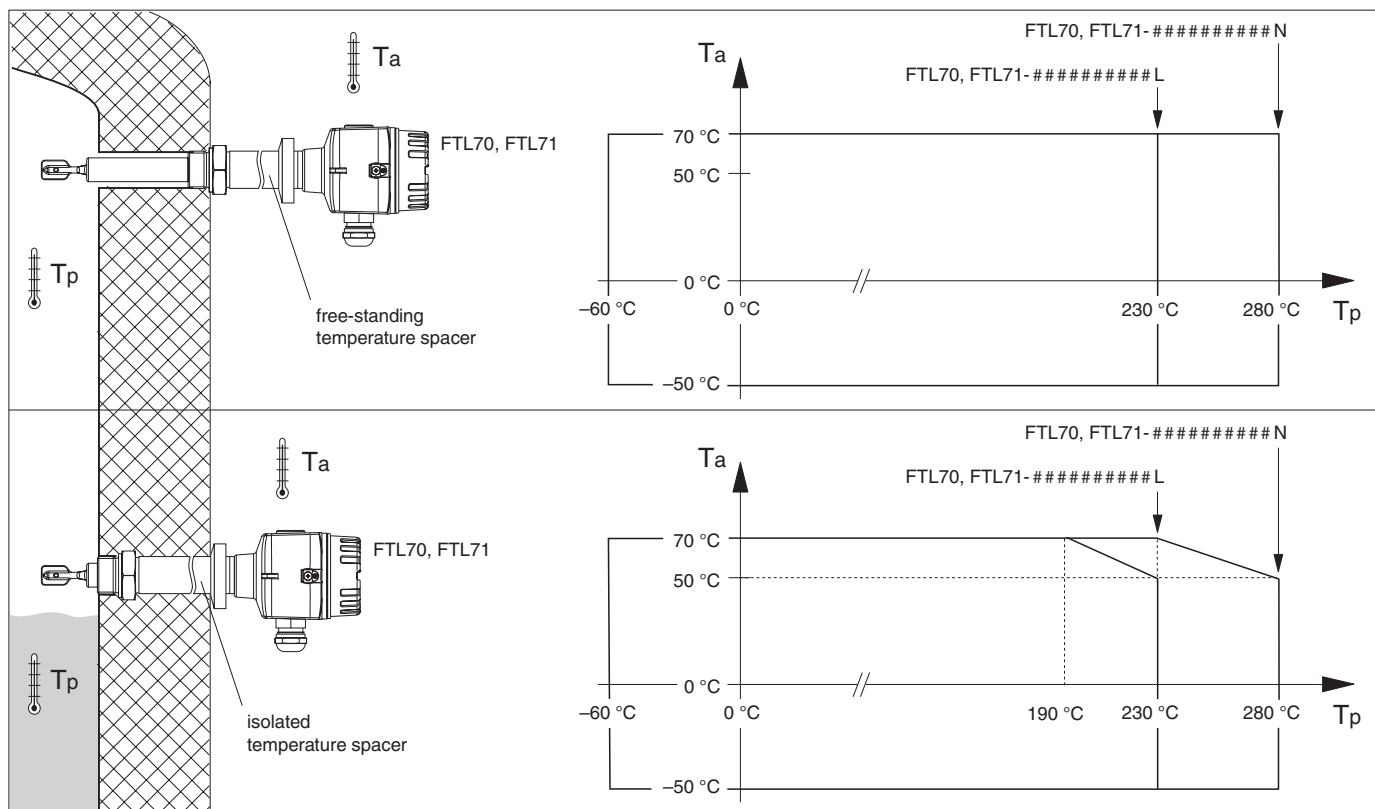 FTL70, FTL71-##########N
Ta
Ta
FTL70, FTL71-##########L
FTL70, FTL71
70 °C
50 °C
Tp
0 °C
–60 °C
0 °C
230 °C
280 °C
Tp
free-standing
temperature spacer
–50 °C
FTL70, FTL71-##########N
Ta
Ta
FTL70, FTL71-##########L
FTL70, FTL71
70 °C
50 °C
Tp
0 °C
–60 °C
0 °C
190 °C
230 °C
280 °C
Tp
isolated
temperature spacer
–50 °C